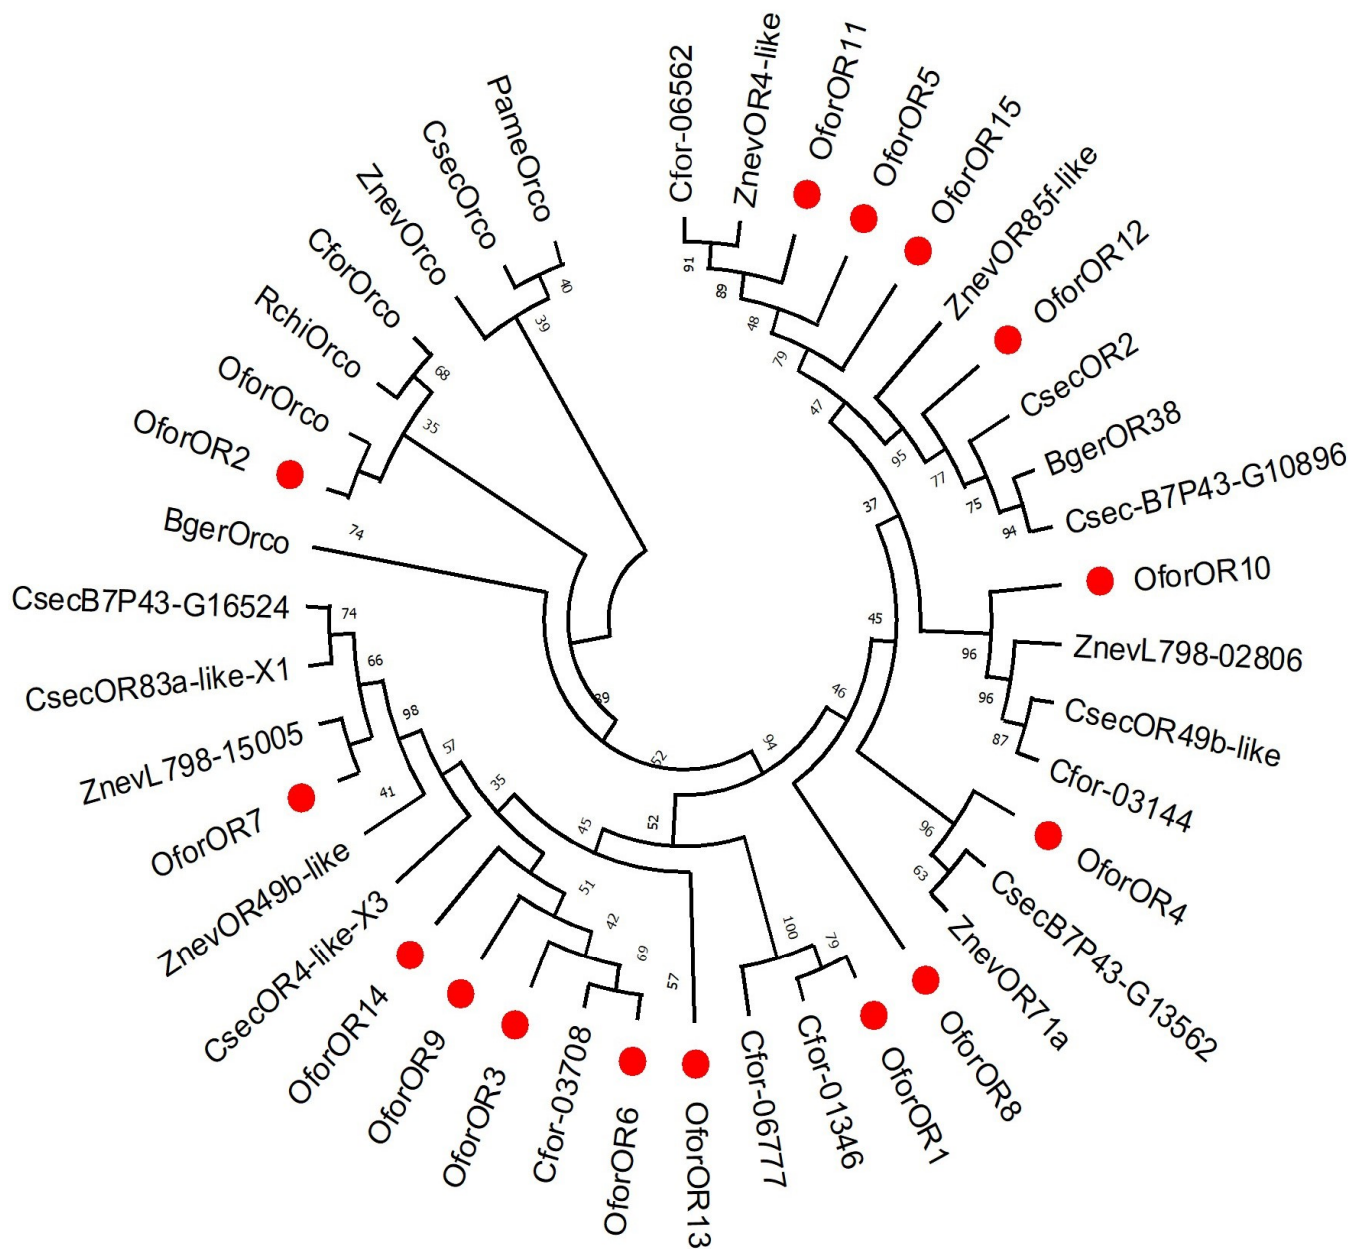 Cfor-06562
ZnevOR4-like
OforOR11
OforOR5
OforOR15
ZnevOR85f-like
OforOR12
CsecOR2
BgerOR38
Csec-B7P43-G10896
OforOR10
ZnevL798-02806
CsecOR49b-like
Cfor-03144
OforOR4
CsecB7P43-G13562
ZnevOR71a
OforOR8
OforOR1
Cfor-01346
Cfor-06777
OforOR13
OforOR6
Cfor-03708
OforOR3
OforOR9
OforOR14
CsecOR4-like-X3
ZnevOR49b-like
OforOR7
ZnevL798-15005
CsecOR83a-like-X1
CsecB7P43-G16524
BgerOrco
OforOR2
OforOrco
RchiOrco
CforOrco
ZnevOrco
CsecOrco
PameOrco
91
89
48
79
47
95
77
75
94
37
96
96
87
45
96
63
46
94
52
52
100
79
57
45
35
57
98
66
74
41
51
42
69
57
39
74
35
68
39
40